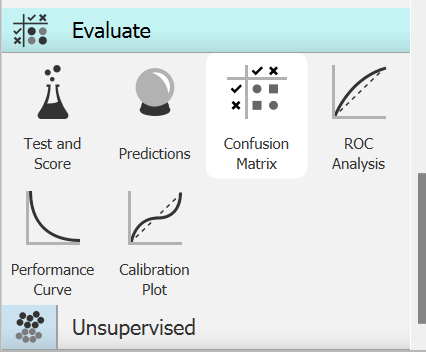 Evaluate
Test and
Score
Predictions
Confusion
Matrix
ROC
Analysis
Performance
Curve
Calibration
Plot
Unsupervised